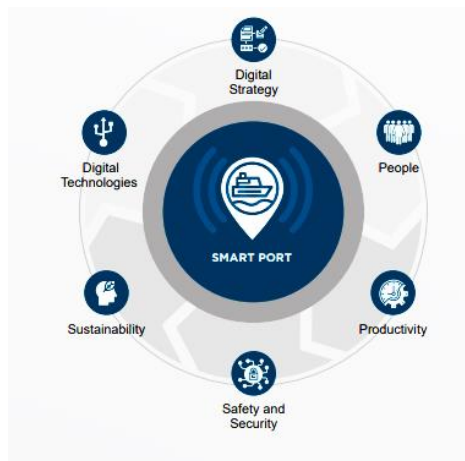 Digital
Strategy
People
Digital
Technologies
SMART PORT
Sustainability
Productivity
Safety and
Security